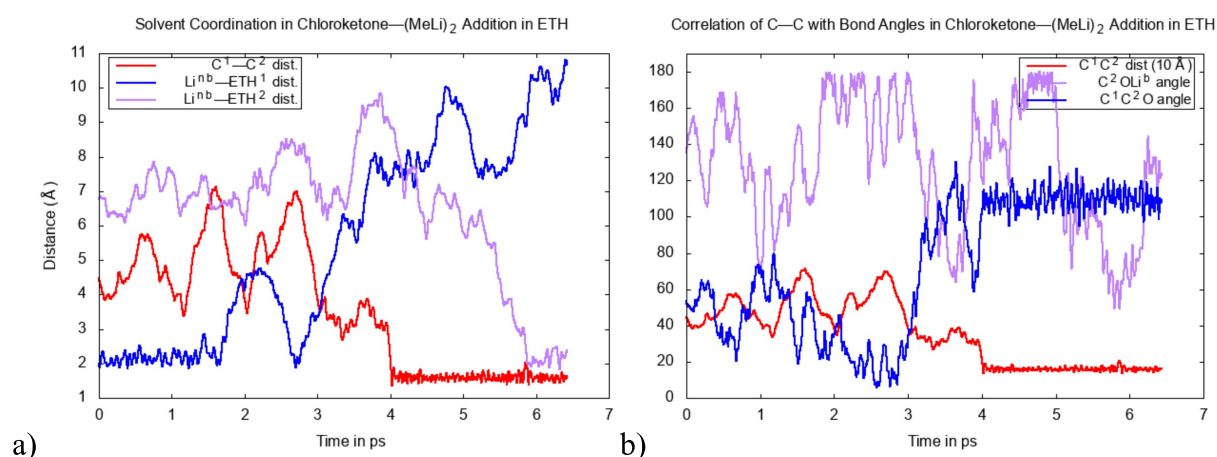 Solvent Coordination in Chloroketone—(MeLi)2 Addition in ETH
C1—C2 dist.
Linb—ETH1 dist.
Linb—ETH2 dist.
11
10
9
8
7
6
5
4
3
2
1
Distance (Å)
0 1 2 3 4 5 6 7
Time in ps
a)
Correlation of C—C with Bond Angles in Chloroketone—(MeLi)2 Addition in ETH
C1C2 dist (10 Å)
C2OLib angle
C1C2O angle
180
160
140
120
100
80
60
40
20
0
0 1 2 3 4 5 6 7
Time in ps
b)